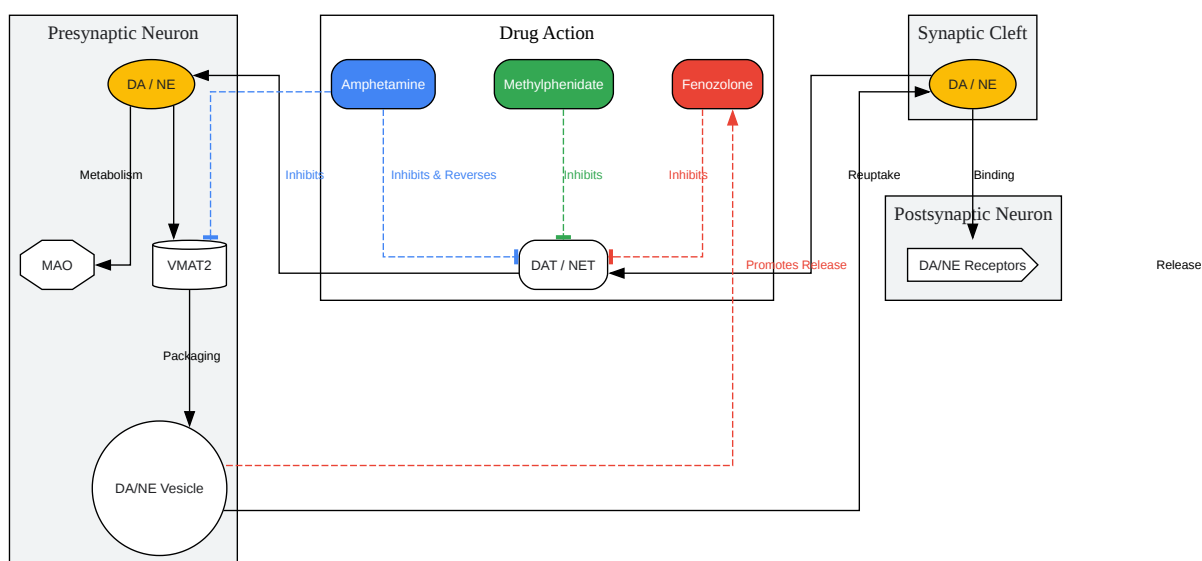 Presynaptic Neuron
Drug Action
Synaptic Cleft
DA / NE
Amphetamine
Methylphenidate
Fenozolone
DA / NE
Metabolism
Inhibits
Inhibits & Reverses
Inhibits
Inhibits
Reuptake
Binding
Postsynaptic Neuron
MAO
VMAT2
DAT / NET
Promotes Release
DA/NE Receptors
Release
Packaging
DA/NE Vesicle